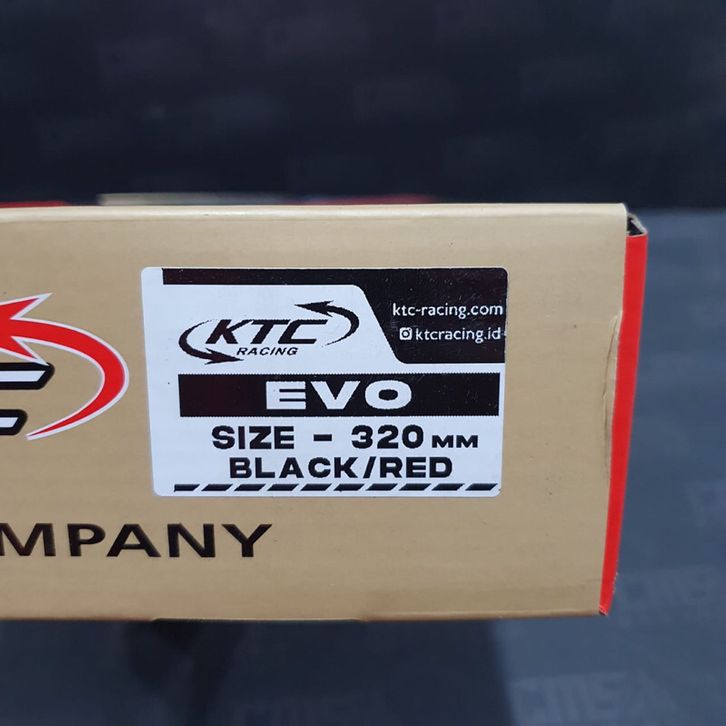 KTC
RACING
ktc-racing.com
ktcracing.id
EVO
SIZE - 320 MM
BLACK/RED
C
MPANY